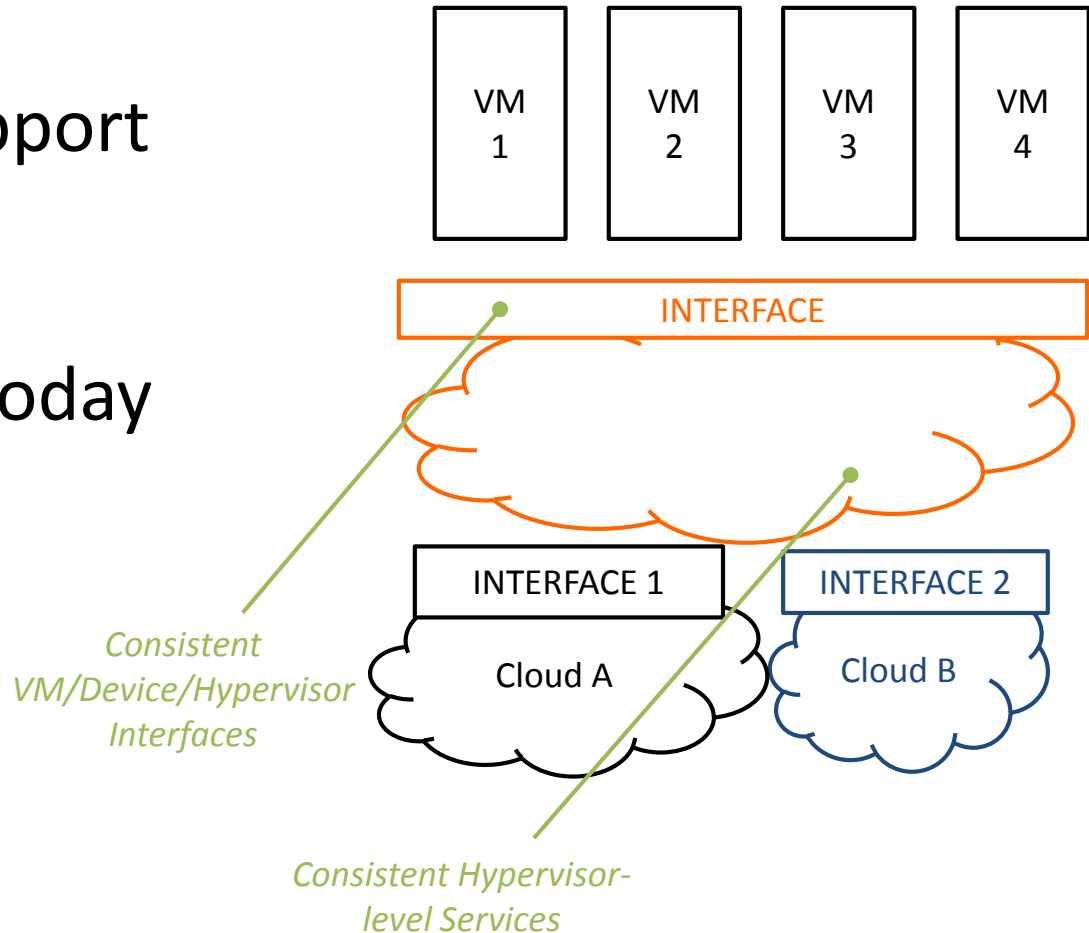 VM
1
VM
2
VM
3
VM
4
pport
INTERFACE
oday
INTERFACE 1
INTERFACE 2
Cloud A
Cloud B
Consistent
VM/Device/Hypervisor
Interfaces
Consistent Hypervisor-
level Services